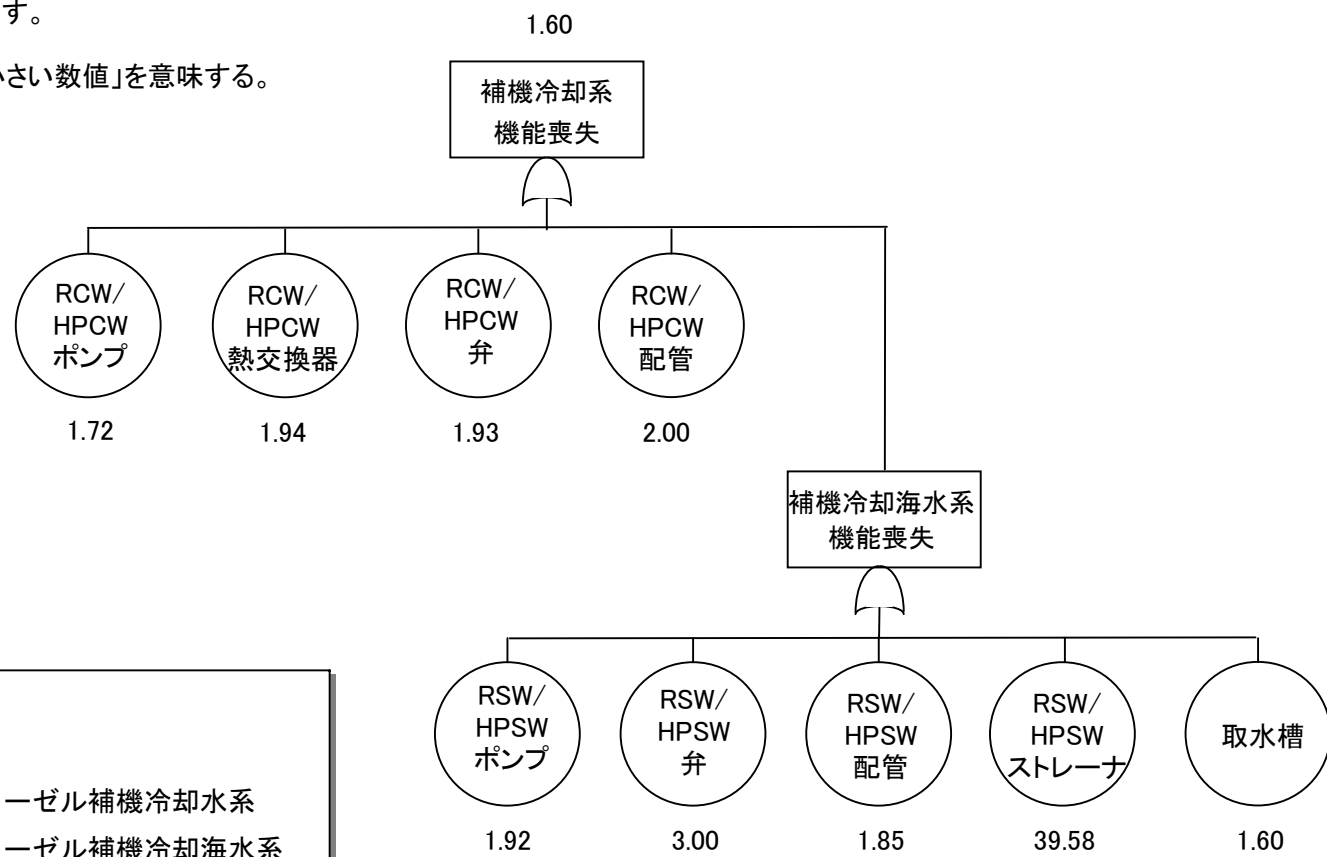 す。
さい数値」を意味する。
1.60
補機冷却系
機能喪失
RCW/
HPCW
ポンプ
RCW/
HPCW
熱交換器
RCW/
HPCW
弁
RCW/
HPCW
配管
1.72
1.94
1.93
2.00
補機冷却海水系
機能喪失
RSW/
HPSW
ポンプ
RSW/
HPSW
弁
RSW/
HPSW
配管
RSW/
HPSW
ストレーナ
取水槽
1.92
3.00
1.85
39.58
1.60
ーゼル補機冷却水系
ーゼル補機冷却海水系